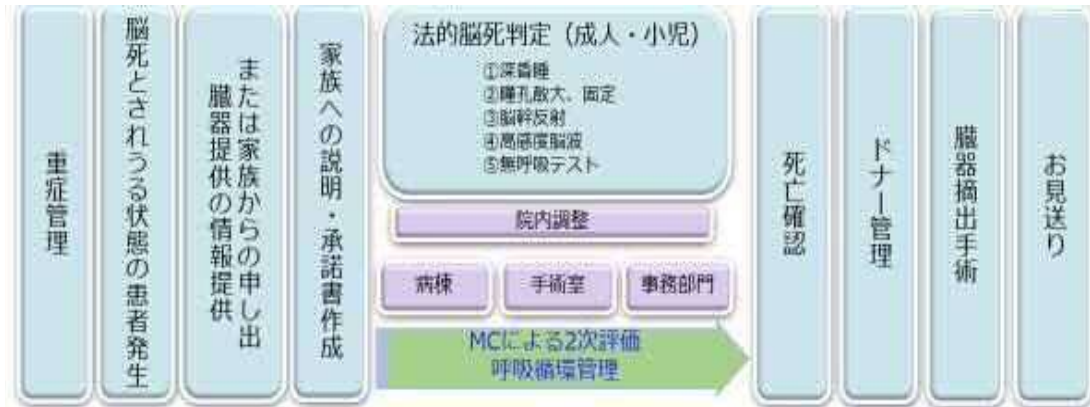 重症管理
脳死とされうる状態の患者発生
臓器提供の情報提供
または家族からの申し出
家族への説明・承諾書作成
法的脳死判定（成人・小児）
①深昏睡
②瞳孔散大、固定
③脳幹反射
④高感度脳波
⑤無呼吸テスト
院内調整
病棟
手術室
事務部門
MCによる2次評価
呼吸循環管理
死亡確認
ドナー管理
臓器摘出手術
お見送り